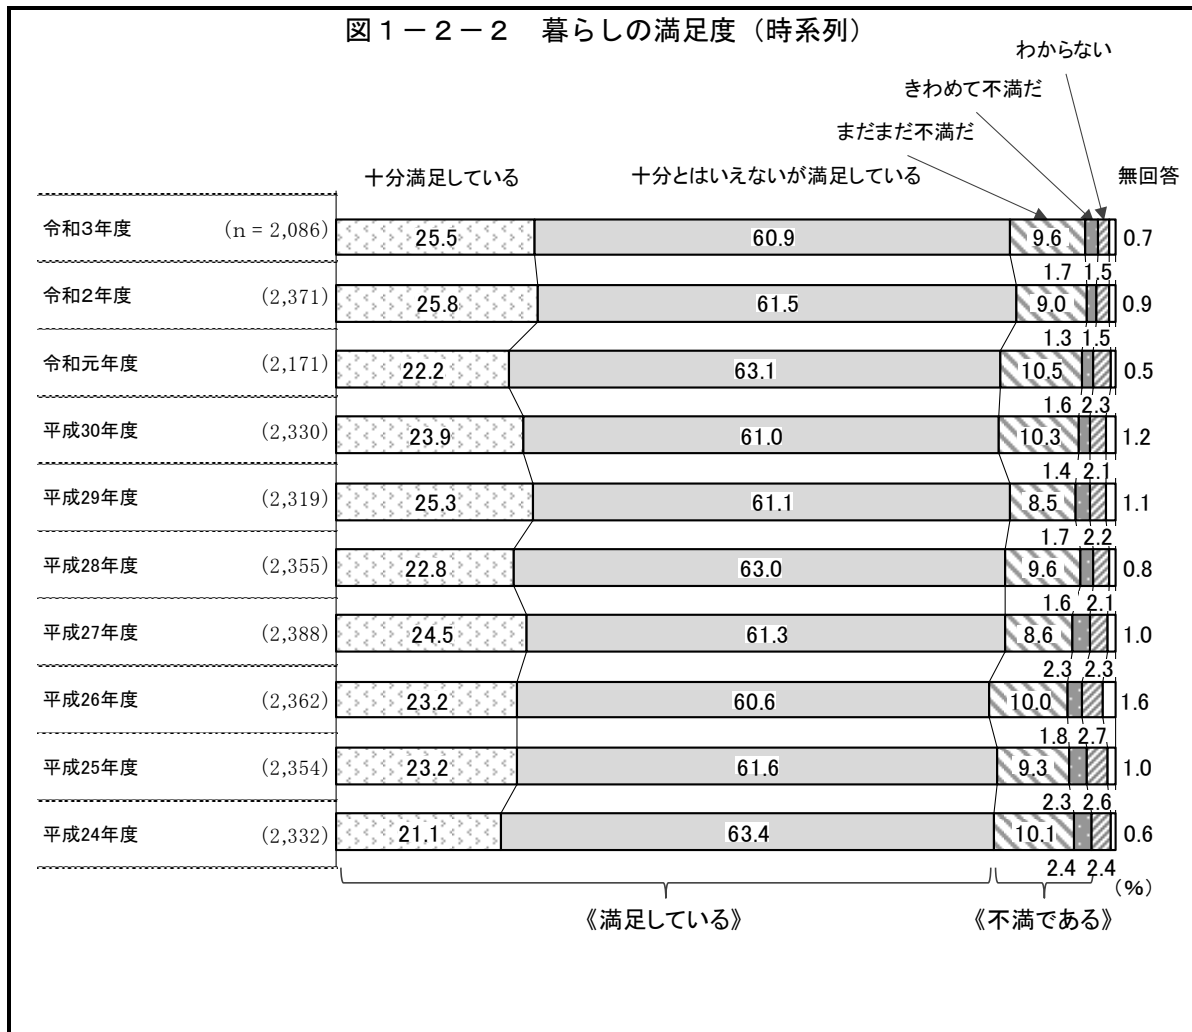 図１－２－２　暮らしの満足度（時系列）
わからない
きわめて不満だ
まだまだ不満だ
十分満足している　十分とはいえないが満足している　無回答
令和3年度 (n = 2,086) 25.5 60.9 9.6 0.7
1.7 1.5
令和2年度 (2,371) 25.8 61.5 9.0 0.9
1.3 1.5
令和元年度 (2,171) 22.2 63.1 10.5 0.5
1.6 2.3
平成30年度 (2,330) 23.9 61.0 10.3 1.2
1.4 2.1
平成29年度 (2,319) 25.3 61.1 8.5 1.1
1.7 2.2
平成28年度 (2,355) 22.8 63.0 9.6 0.8
1.6 2.1
平成27年度 (2,388) 24.5 61.3 8.6 1.0
2.3 2.3
平成26年度 (2,362) 23.2 60.6 10.0 1.6
1.8 2.7
平成25年度 (2,354) 23.2 61.6 9.3 1.0
2.3 2.6
平成24年度 (2,332) 21.1 63.4 10.1 0.6
2.4 2.4
(％)
《満足している》　《不満である》